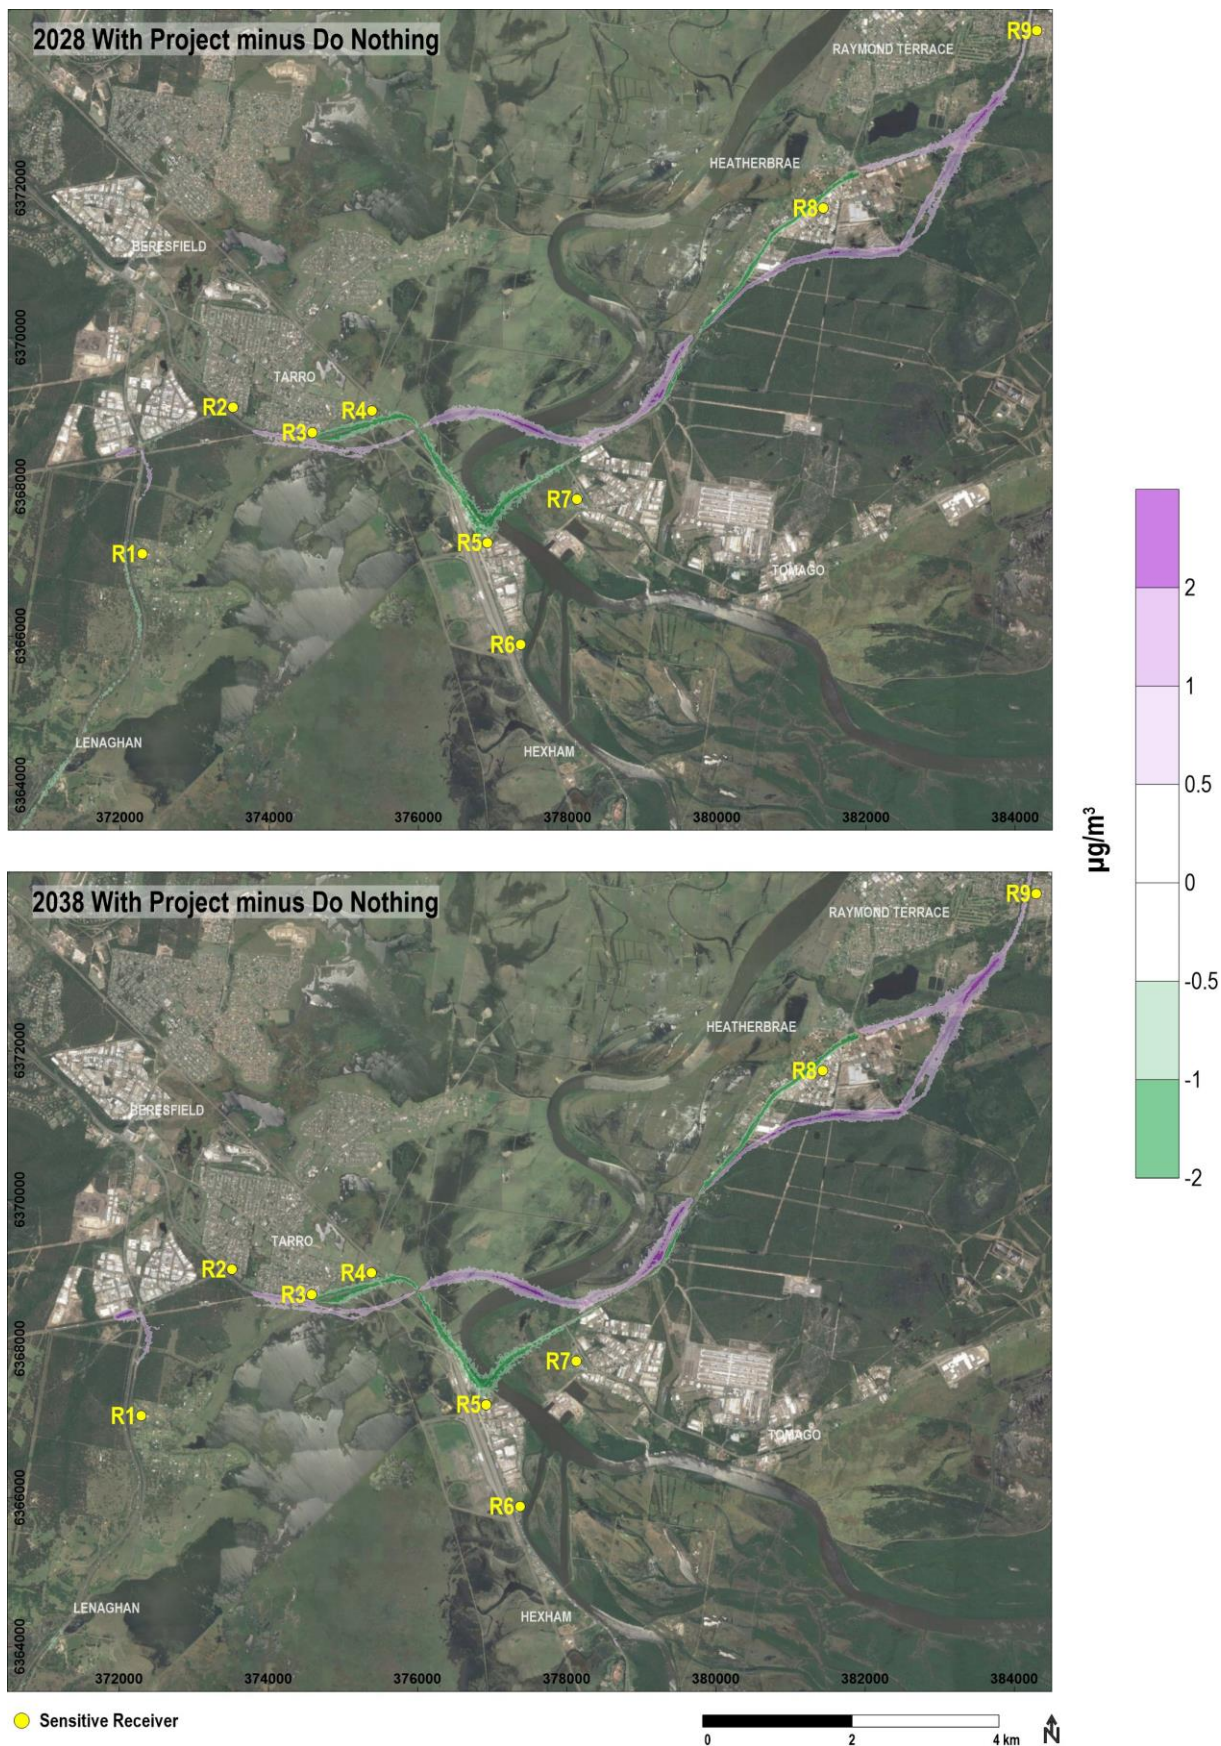 2028 With Project minus Do Nothing
R9
RAYMOND TERRACE
HEATHERBRAE
6372000
R8
BERESFIELD
6370000
TARRO
R2
R4
R3
6368000
R7
R5
R1
TOMAGO
6366000
R6
LENAGHAN
HEXHAM
6364000
372000
374000
376000
378000
380000
382000
384000
2
1
0.5
µg/m³
0
-0.5
-1
-2
2038 With Project minus Do Nothing
R9
RAYMOND TERRACE
HEATHERBRAE
6372000
R8
BERESFIELD
6370000
TARRO
R2
R4
R3
6368000
R7
R5
R1
TOMAGO
6366000
R6
LENAGHAN
HEXHAM
6364000
372000
374000
376000
378000
380000
382000
384000
Sensitive Receiver
0
2
4 km
N